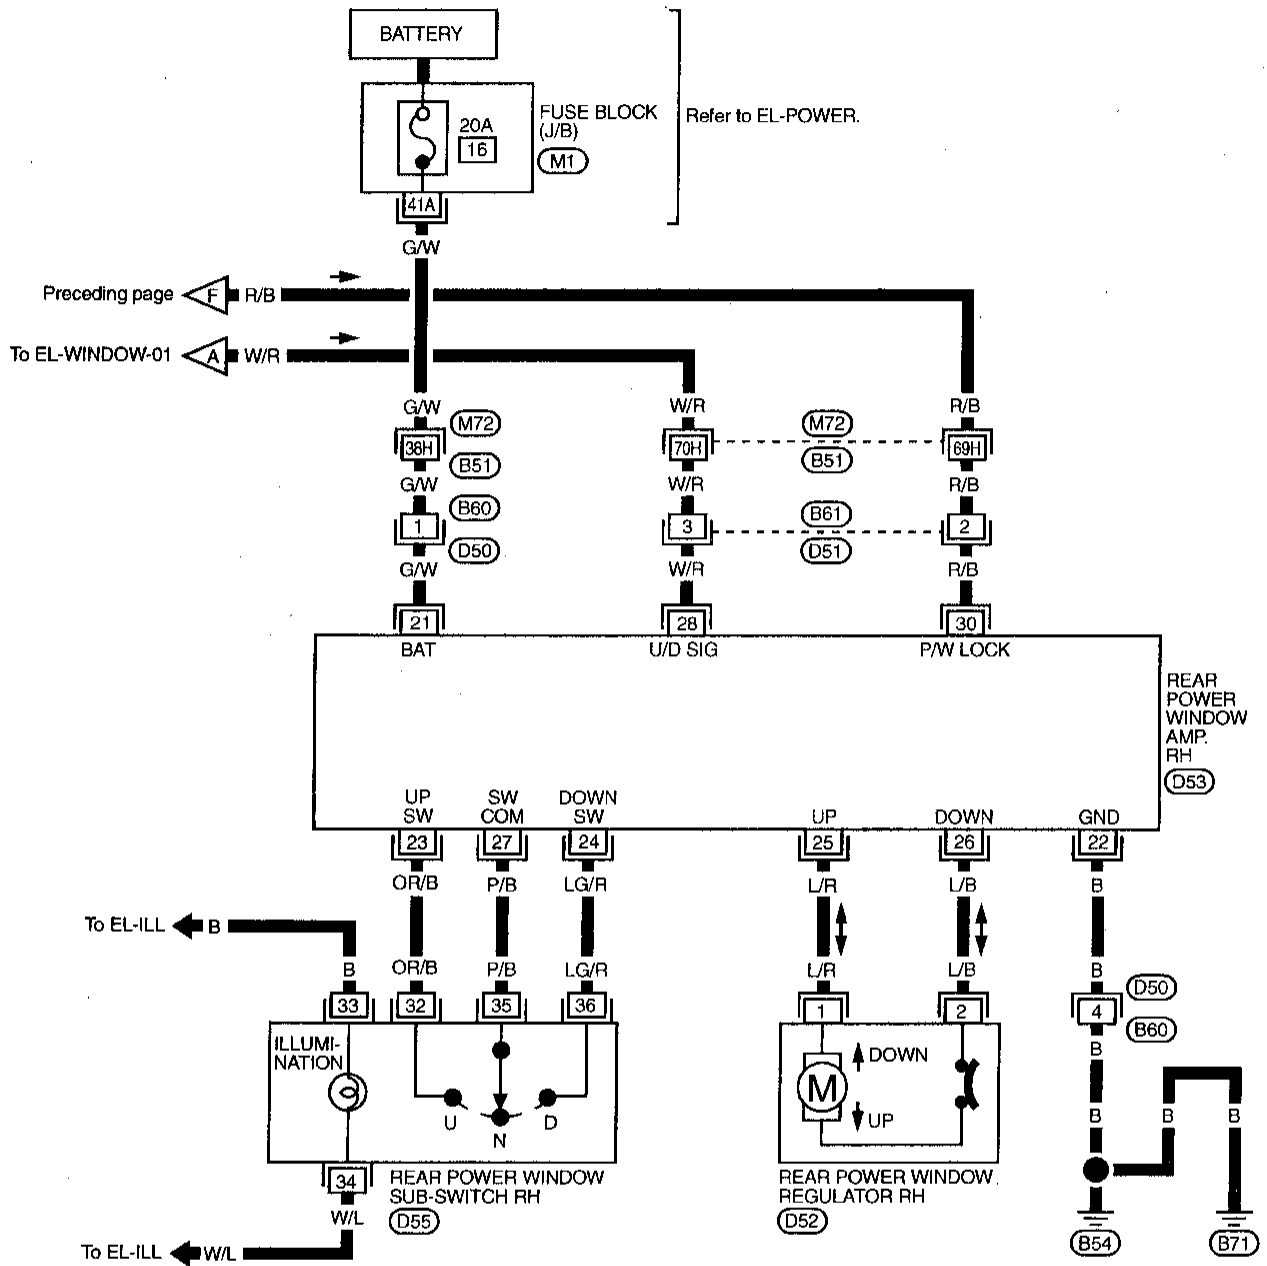 BATTERY
20A
16
FUSE BLOCK
(J/B)
M1
Refer to EL-POWER.
41A
G/W
Preceding page
F
R/B
To EL-WINDOW-01
A
W/R
G/W
M72
W/R
M72
R/B
38H
70H
69H
B51
B51
G/W
W/R
R/B
B60
B61
1
3
2
D50
D51
G/W
W/R
R/B
21
28
30
BAT
U/D SIG
P/W LOCK
REAR
POWER
WINDOW
AMP.
RH
D53
UP
SW
SW
COM
DOWN
SW
UP
DOWN
GND
23
27
24
25
26
22
OR/B
P/B
LG/R
L/R
L/B
B
To EL-ILL
B
B
OR/B
P/B
LG/R
L/R
L/B
B
33
32
35
36
1
2
4
D50
B60
ILLUMI-
NATION
U
N
D
M
DOWN
UP
B
B
B
B
34
REAR POWER WINDOW
SUB-SWITCH RH
D55
REAR POWER WINDOW
REGULATOR RH
D52
W/L
To EL-ILL
W/L
B54
B71